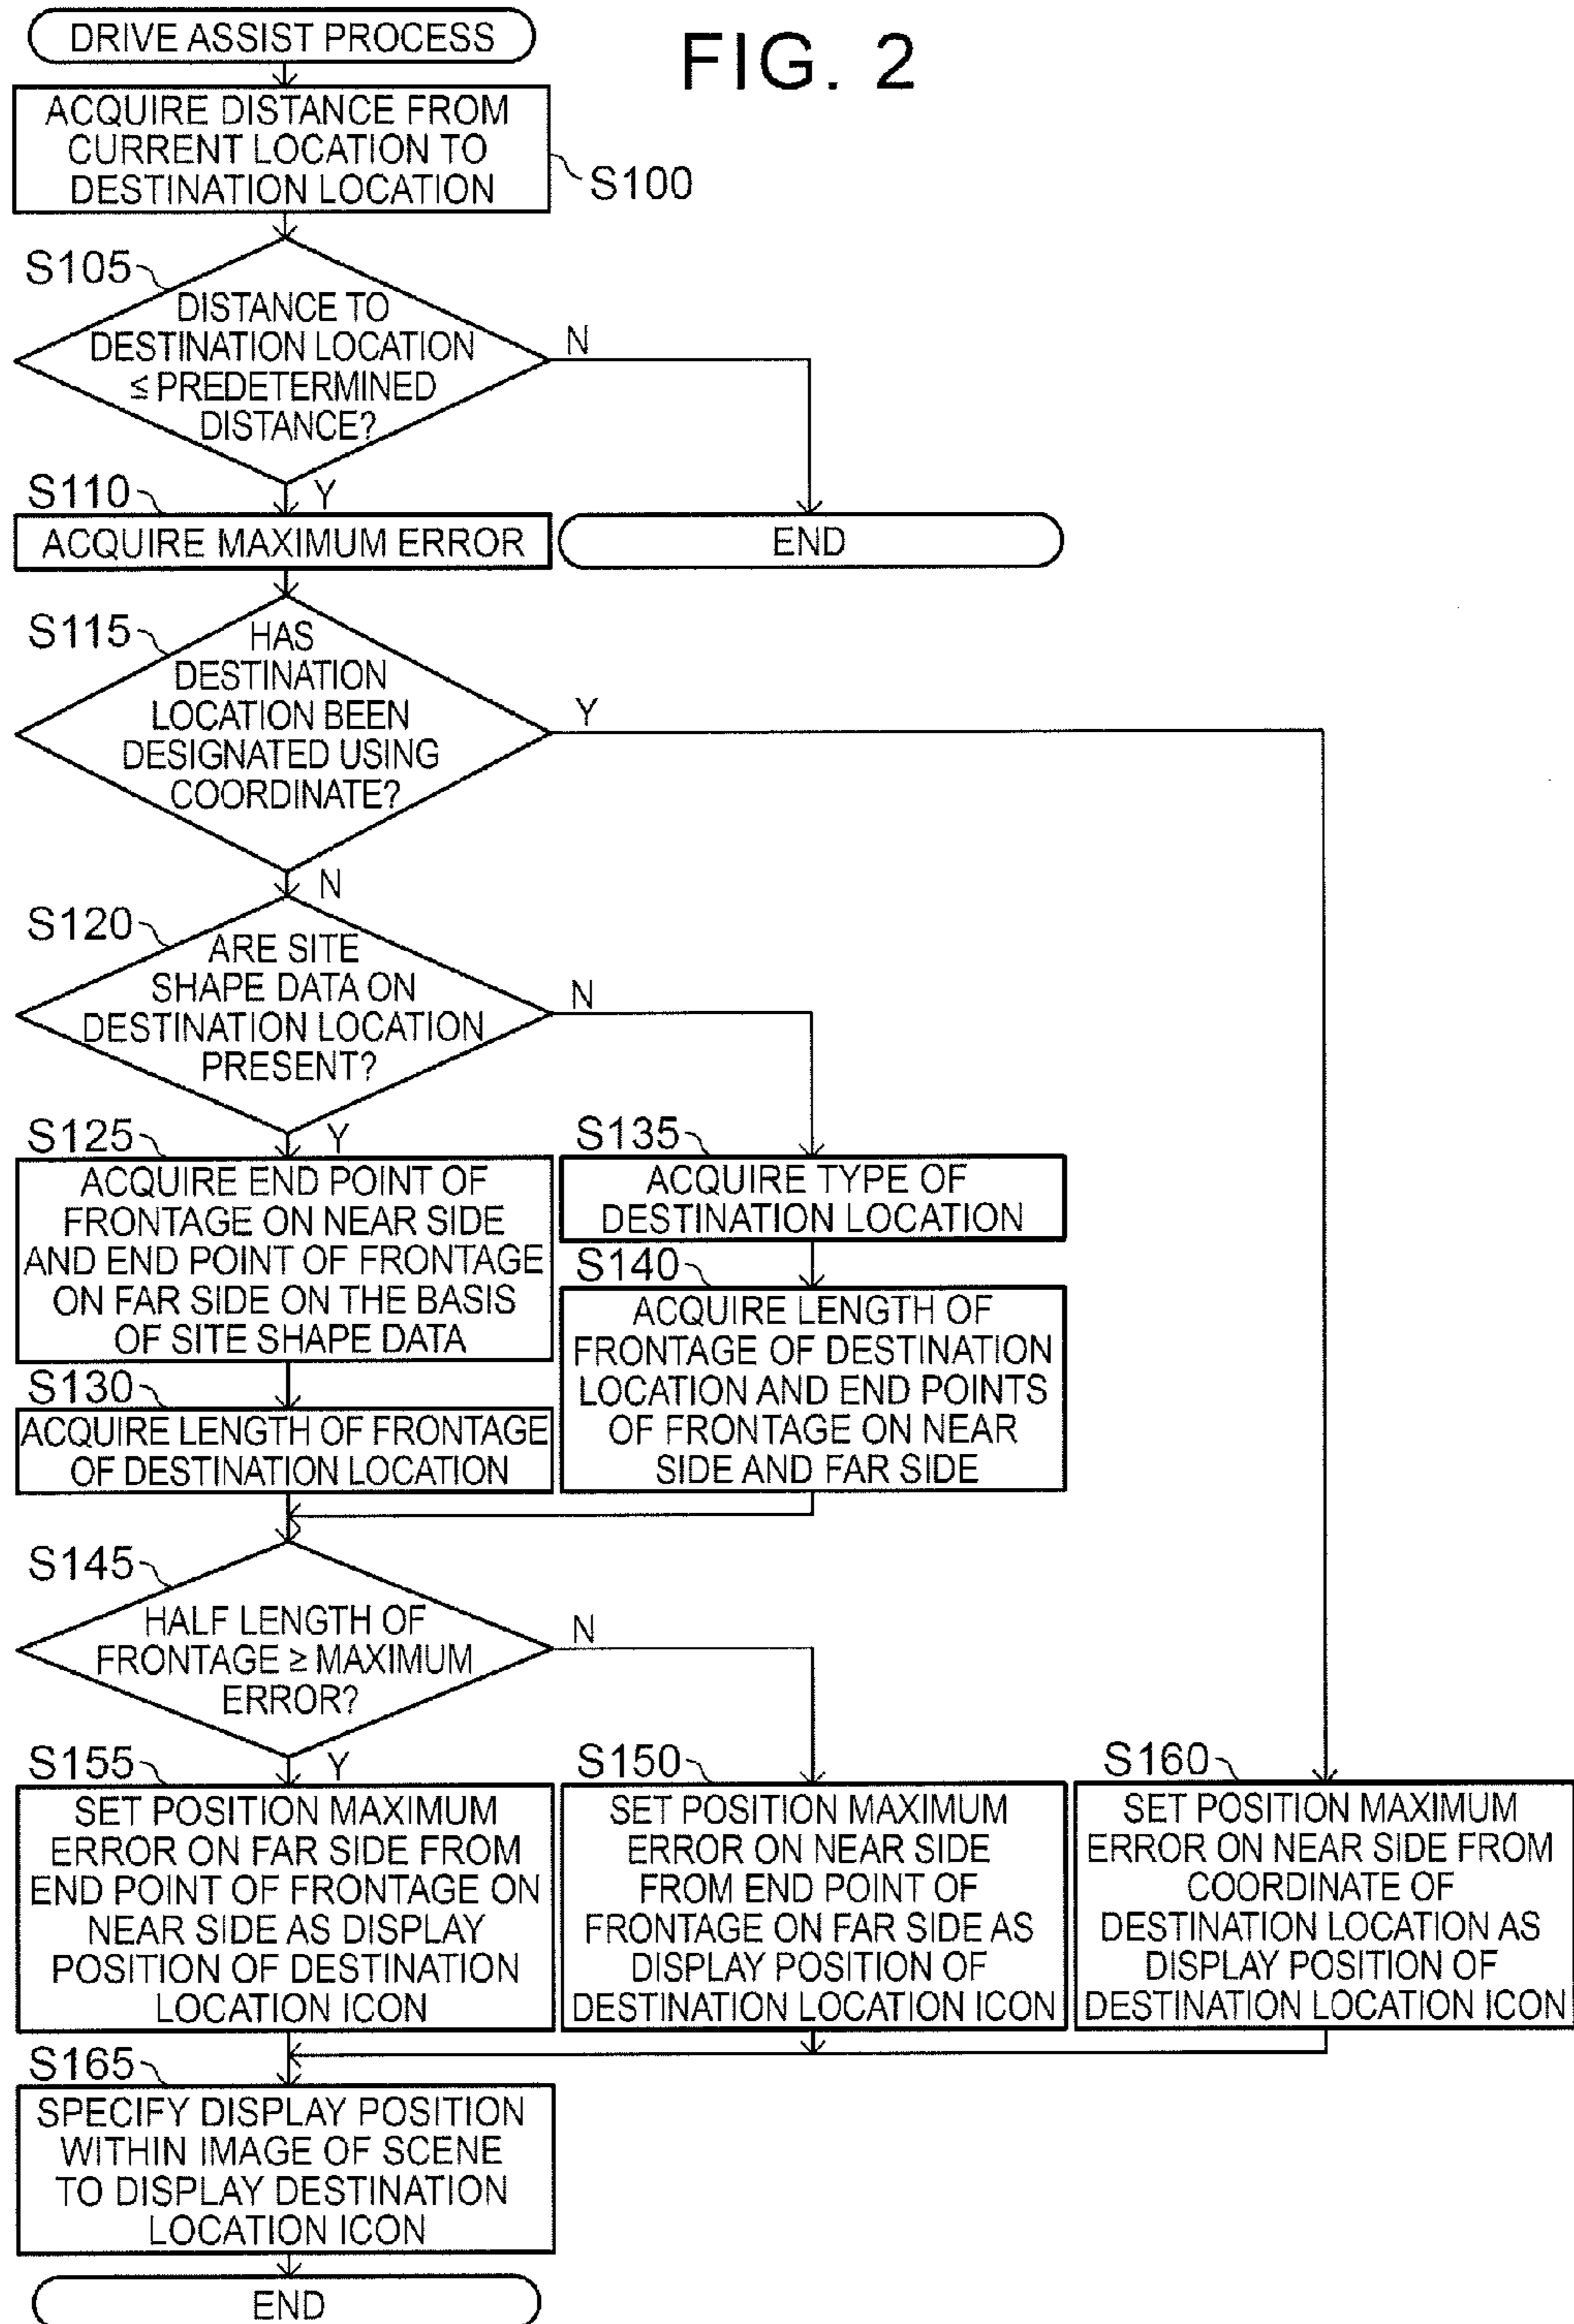 DRIVE ASSIST PROCESS
FIG. 2
ACQUIRE DISTANCE FROM
CURRENT LOCATION TO
DESTINATION LOCATION
S100
S105
DISTANCE TO
DESTINATION LOCATION
≤ PREDETERMINED
DISTANCE?
N
Y
S110
ACQUIRE MAXIMUM ERROR
END
S115
HAS
DESTINATION
LOCATION BEEN
DESIGNATED USING
COORDINATE?
Y
N
S120
ARE SITE
SHAPE DATA ON
DESTINATION LOCATION
PRESENT?
N
Y
S125
ACQUIRE END POINT OF
FRONTAGE ON NEAR SIDE
AND END POINT OF FRONTAGE
ON FAR SIDE ON THE BASIS
OF SITE SHAPE DATA
S130
ACQUIRE LENGTH OF FRONTAGE
OF DESTINATION LOCATION
S135
ACQUIRE TYPE OF
DESTINATION LOCATION
S140
ACQUIRE LENGTH OF
FRONTAGE OF DESTINATION
LOCATION AND END POINTS
OF FRONTAGE ON NEAR
SIDE AND FAR SIDE
S145
HALF LENGTH OF
FRONTAGE ≥ MAXIMUM
ERROR?
N
Y
S155
SET POSITION MAXIMUM
ERROR ON FAR SIDE FROM
END POINT OF FRONTAGE ON
NEAR SIDE AS DISPLAY
POSITION OF DESTINATION
LOCATION ICON
S150
SET POSITION MAXIMUM
ERROR ON NEAR SIDE
FROM END POINT OF
FRONTAGE ON FAR SIDE AS
DISPLAY POSITION OF
DESTINATION LOCATION ICON
S160
SET POSITION MAXIMUM
ERROR ON NEAR SIDE FROM
COORDINATE OF
DESTINATION LOCATION AS
DISPLAY POSITION OF
DESTINATION LOCATION ICON
S165
SPECIFY DISPLAY POSITION
WITHIN IMAGE OF SCENE
TO DISPLAY DESTINATION
LOCATION ICON
END